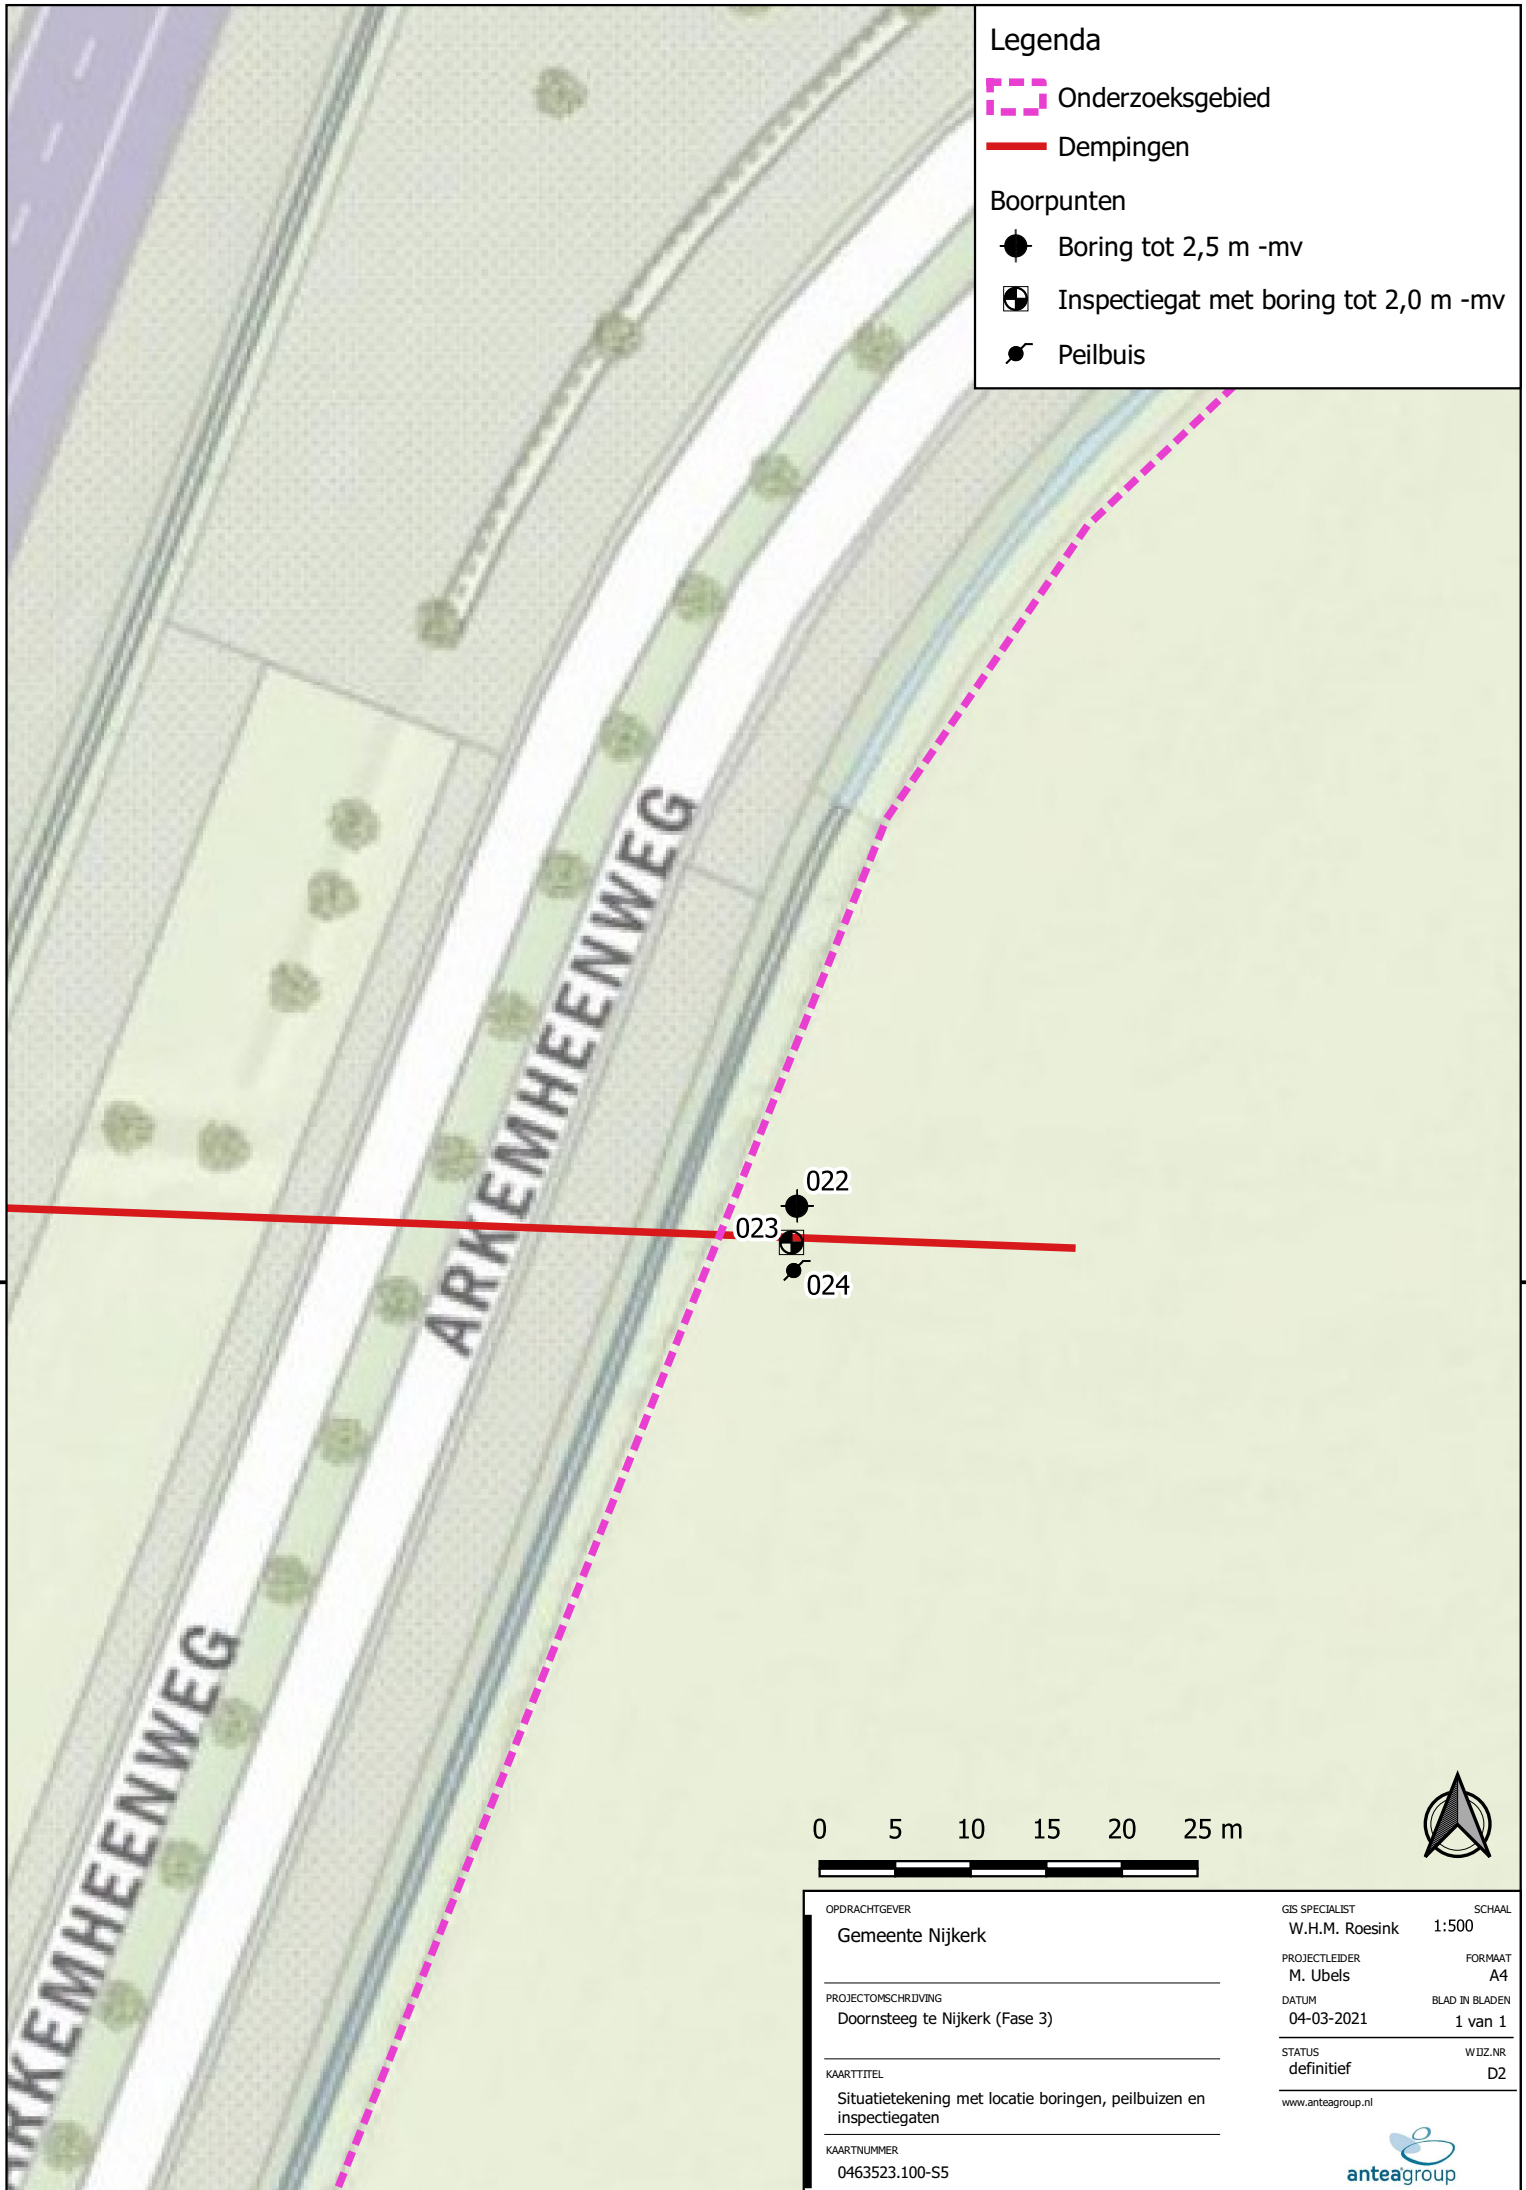 Legenda
Onderzoeksgebied
Dempingen
Boorpunten
Boring tot 2,5 m -mv
Inspectiegat met boring tot 2,0 m -mv
Peilbuis
ARKEMHEENWEG
022
023
024
ARKEMHEENWEG
0 5 10 15 20 25 m
OPDRACHTGEVER
Gemeente Nijkerk
PROJECTOMSCHRIJVING
Doornsteeg te Nijkerk (Fase 3)
KAARTTITEL
Situatietekening met locatie boringen, peilbuizen en
inspectiegaten
KAARTNUMMER
0463523.100-S5
GIS SPECIALIST SCHAAL
W.H.M. Roesink 1:500
PROJECTLEIDER FORMAAT
M. Ubels A4
DATUM BLAD IN BLADEN
04-03-2021 1 van 1
STATUS WIJZ.NR
definitief D2
www.anteagroup.nl
anteagroup